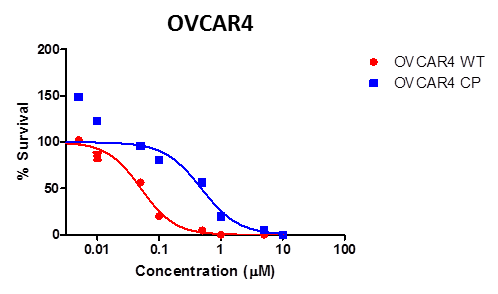 OVCAR4
OVCAR4 WT
OVCAR4 CP
200
150
100
50
0
% Survival
0.01 0.1 1 10 100
Concentration (µM)